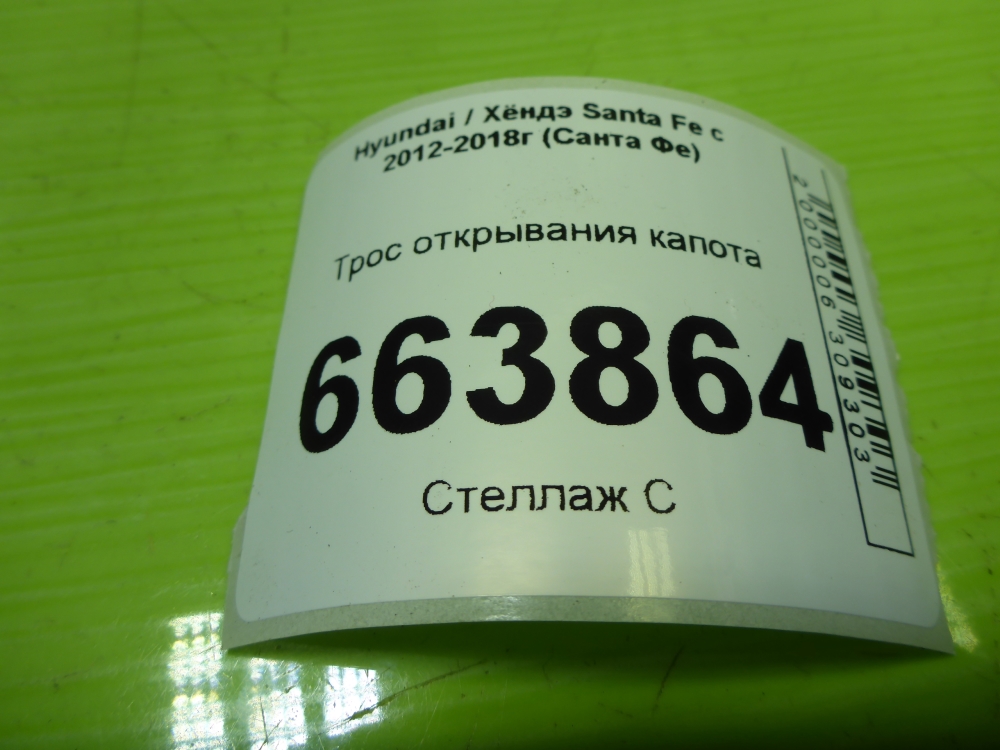 Hyundai / Хёндэ Santa Fe с
2012-2018г (Санта Фе)
Трос открывания капота
663864
Стеллаж С
2000006309303